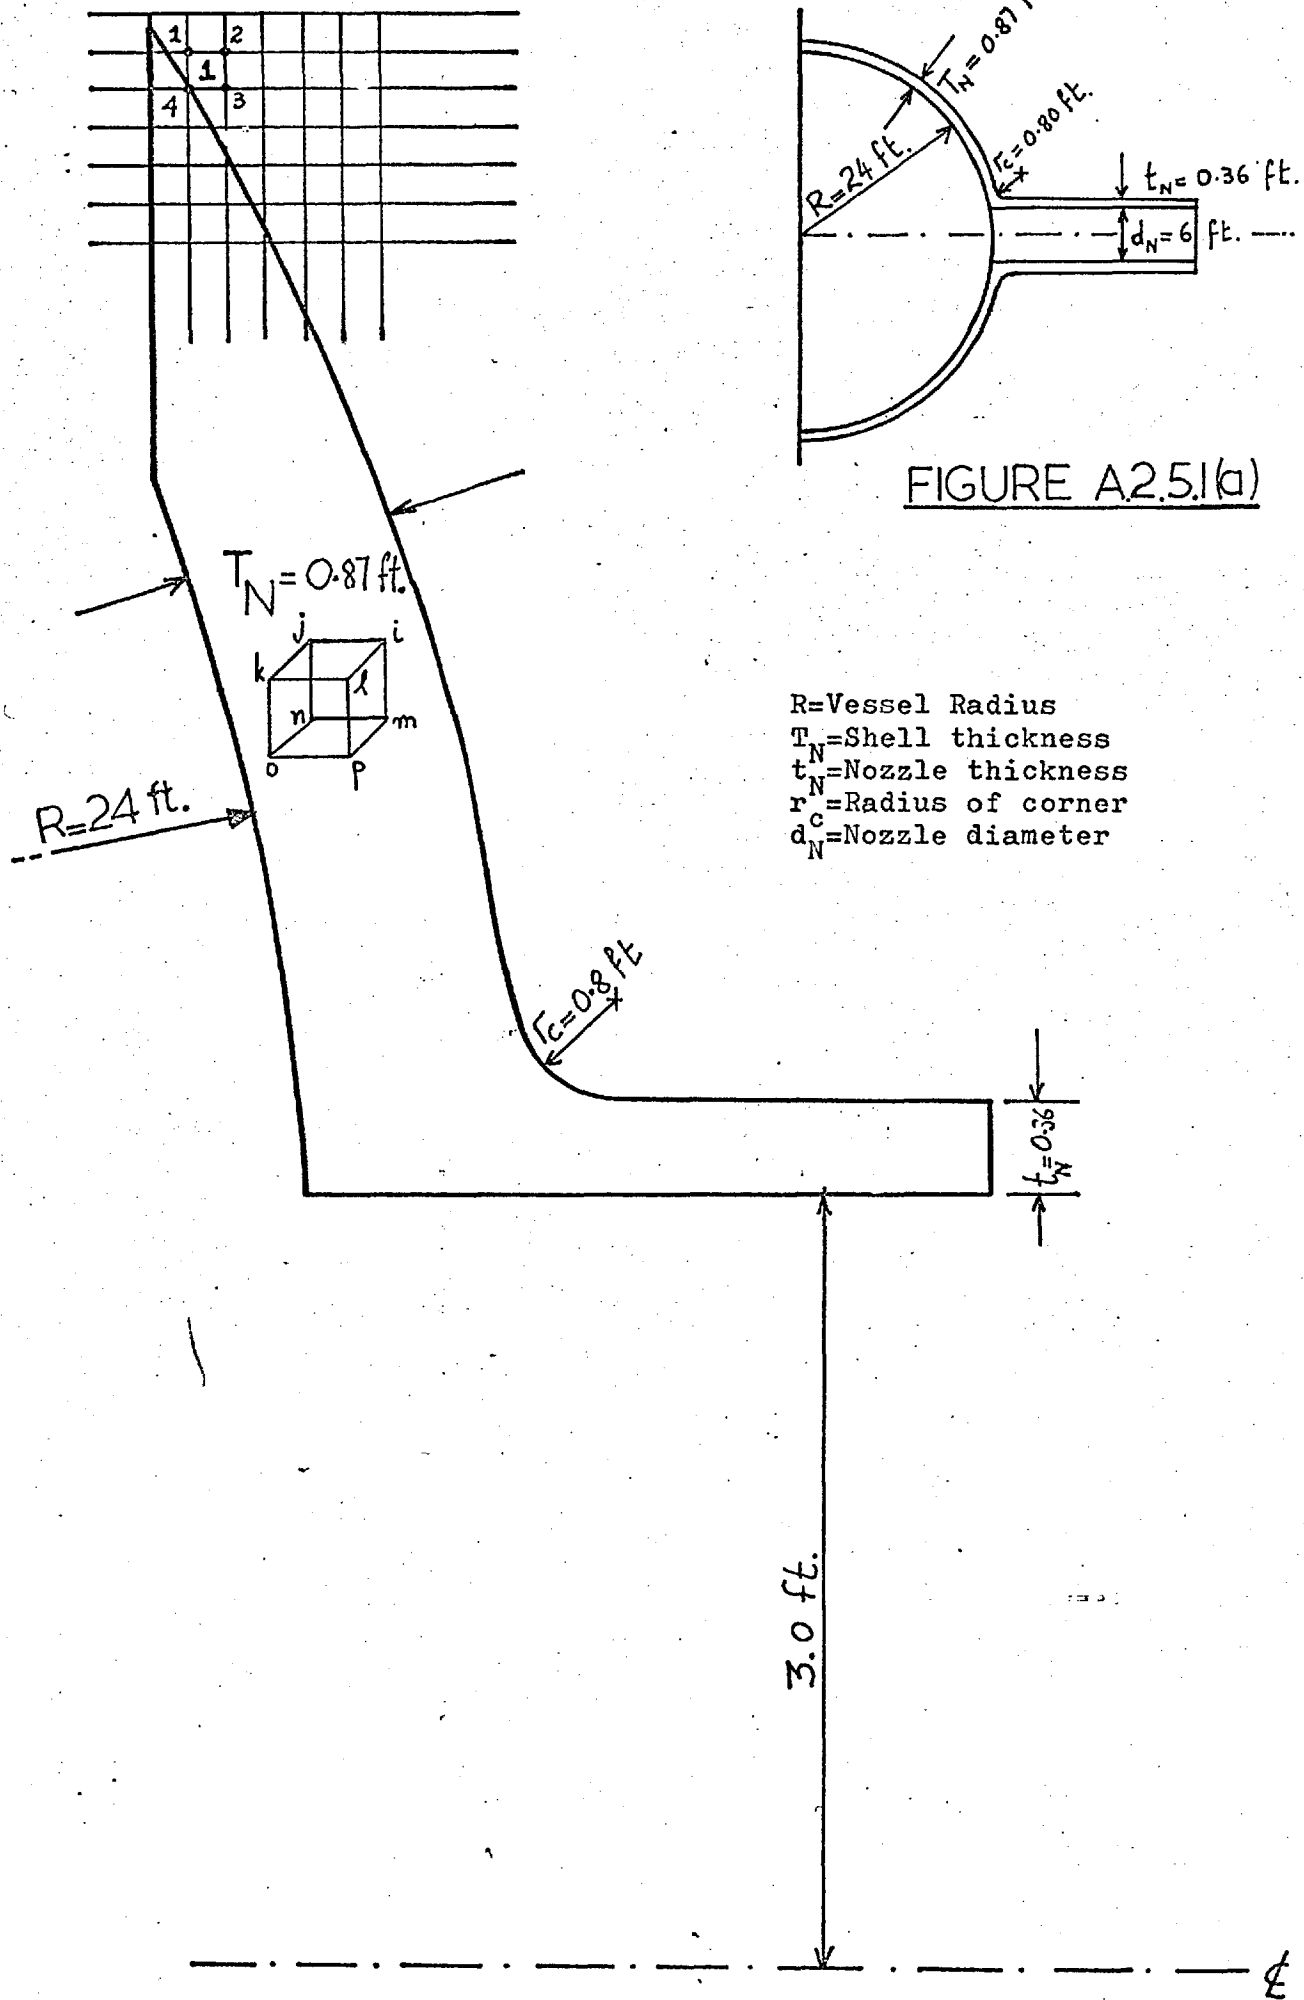 1 2
1
4 3
T_N = 0.87 f
R=24 ft.
r_c=0.80 ft.
t_N= 0.36 ft.
d_N= 6 ft.
FIGURE A.2.5.1(a)
T_N= 0.87 ft.
j i
k l
n m
o p
R=24 ft.
R=Vessel Radius
T_N=Shell thickness
t_N=Nozzle thickness
r_c=Radius of corner
d_N=Nozzle diameter
r_c=0.8 ft
t_N=0.36
3.0 ft.
℄